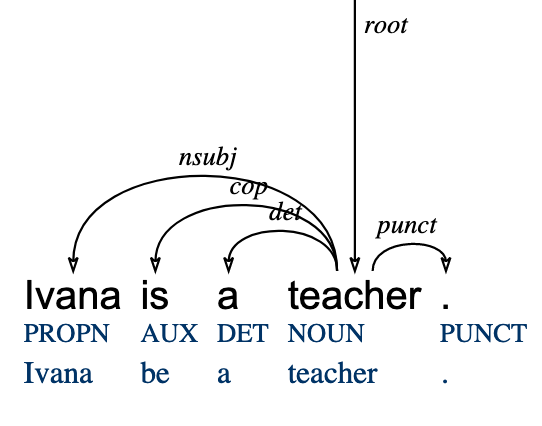 root
nsubj
cop
det
punct
Ivana is a teacher .
PROPN AUX DET NOUN PUNCT
Ivana be a teacher .